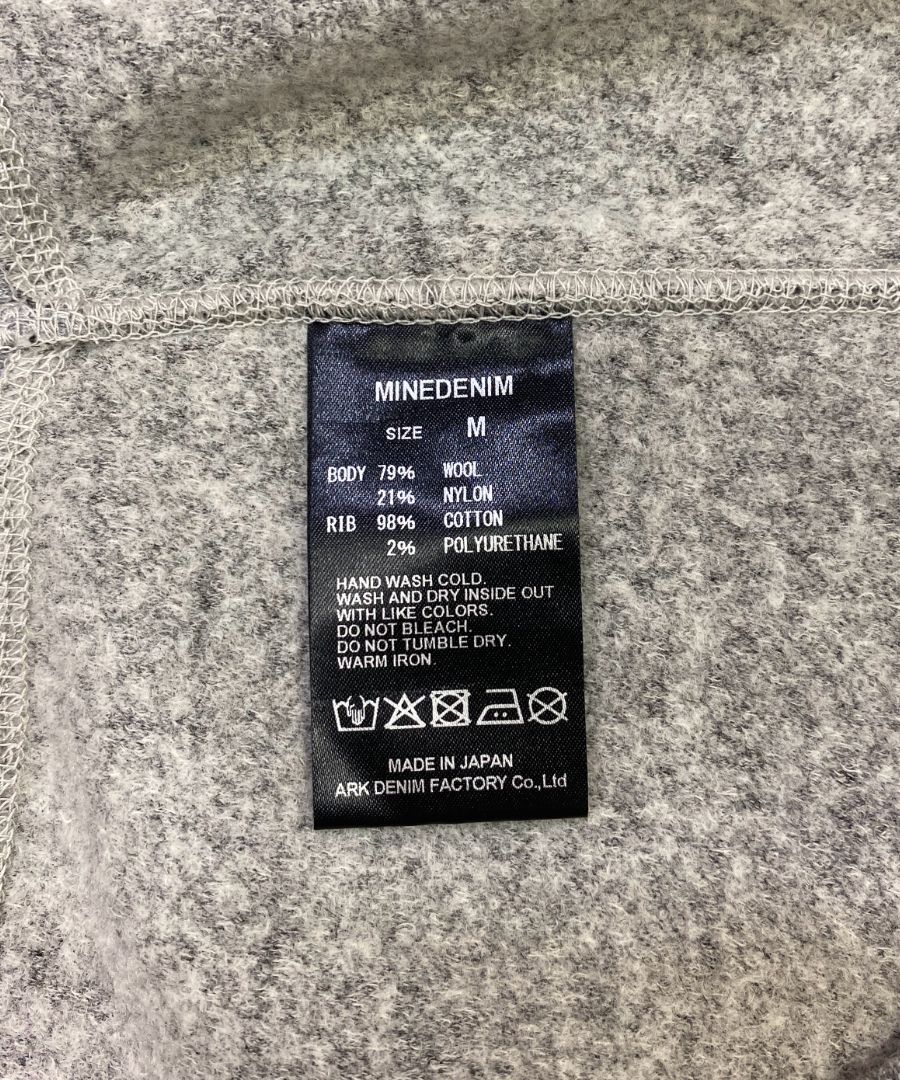 MINEDENIM
SIZE M
BODY 79% WOOL
21% NYLON
RIB 98% COTTON
2% POLYURETHANE
HAND WASH COLD.
WASH AND DRY INSIDE OUT
WITH LIKE COLORS.
DO NOT BLEACH.
DO NOT TUMBLE DRY.
WARM IRON.
MADE IN JAPAN
ARK DENIM FACTORY Co.,Ltd